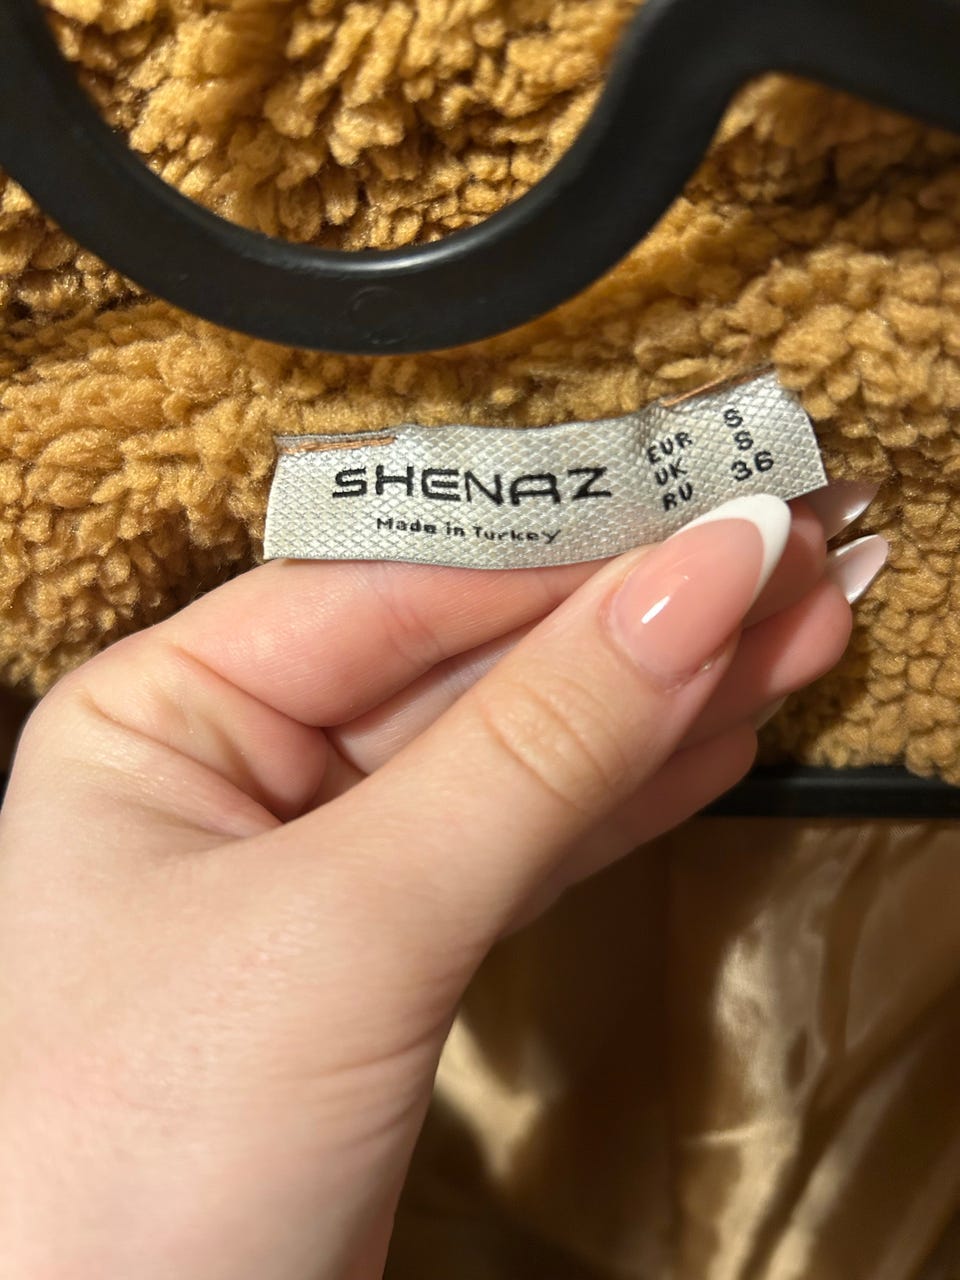 SHENAZ
Made in Turkey
EUR S
UK S
RU 36